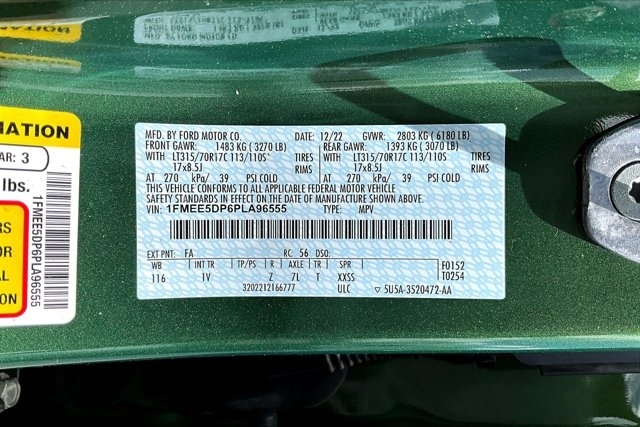 MATION
AR: 3
lbs.
RS
OR
AL
R
1FMEE5DP6PLA96555
MFD. BY FORD MOTOR CO. 12/22 GVWR: 2803 KG ( 6180 LB)
FRONT GAWR: 1483 KG ( 3270 LB) REAR GAWR: 1393 KG ( 3070 LB)
WITH LT315/70R17C 113/110S TIRES WITH LT315/70R17C 113/110S TIRES
17x8.5J RIMS 17x8.5J RIMS
AT 270 kPa/ 39 PSI COLD AT 270 kPa/ 39 PSI COLD
THIS VEHICLE CONFORMS TO ALL APPLICABLE FEDERAL MOTOR VEHICLE
SAFETY STANDARDS IN EFFECT ON THE DATE OF MANUFACTURE SHOWN ABOVE.
VIN: 1FMEE5DP6PLA96555 TYPE: MPV
EXT PNT: FA RC: 56 DSO:
WB INT TR TP/PS R AXLE TR SPR F0152
116 1V Z 7L T XXSS T0254
3202212166777 ULC ▽ 5U5A-3520472-AA